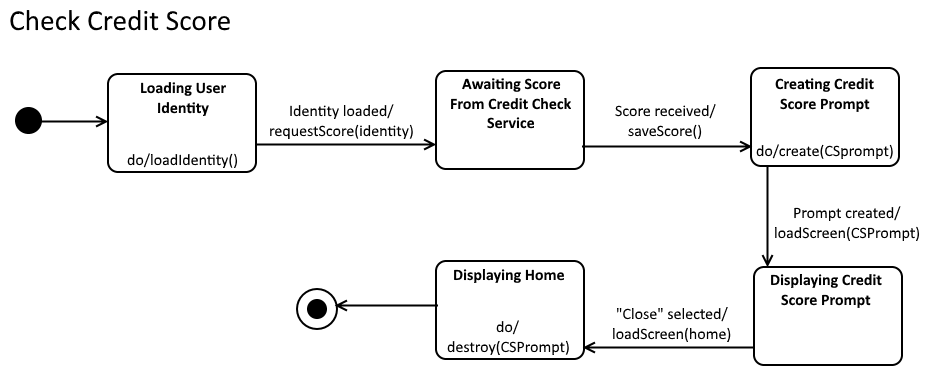 Check Credit Score
Loading User
Identity
do/loadIdentity()
Identity loaded/
requestScore(identity)
Awaiting Score
From Credit Check
Service
Score received/
saveScore()
Creating Credit
Score Prompt
do/create(CSprompt)
Prompt created/
loadScreen(CSPrompt)
Displaying Credit
Score Prompt
"Close" selected/
loadScreen(home)
Displaying Home
do/
destroy(CSPrompt)